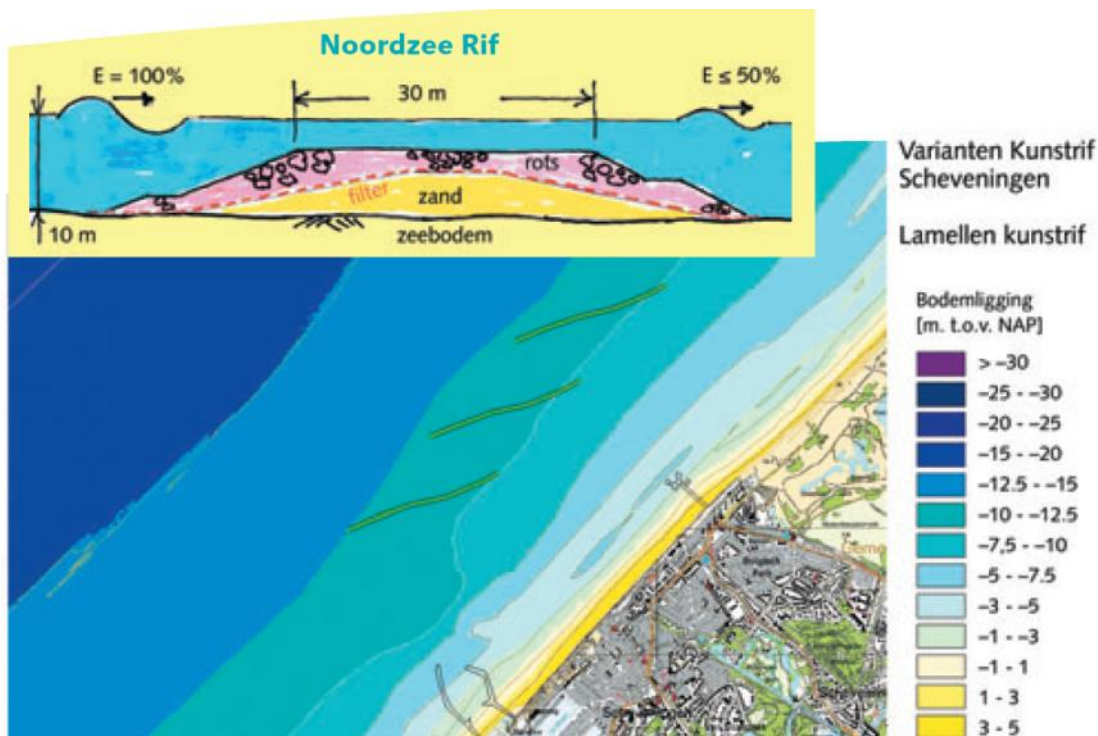 Noordzee Rif
E = 100%
30 m
E ≤ 50%
rots
filter
zand
10 m
zeebodem
Varianten Kunstrif
Scheveningen
Lamellen kunstrif
Bodemligging
[m. t.o.v. NAP]
> –30
–25 - –30
–20 - –25
–15 - –20
–12.5 - –15
–10 - –12.5
–7,5 - –10
–5 - –7.5
–3 - –5
–1 - –3
–1 - 1
1 - 3
3 - 5